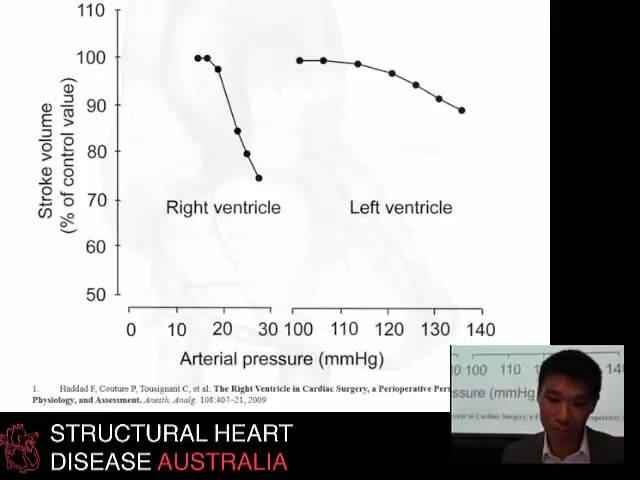 110
100
90
80
70
60
50
Stroke volume
(% of control value)
Right ventricle
Left ventricle
0 10 20 30 100 110 120 130 140
Arterial pressure (mmHg)
1. Haddad F, Couture P, Tousignant C, et al. The Right Ventricle in Cardiac Surgery, a Perioperative
Physiology, and Assessment. Anesth. Analg. 108:407–21, 2009
100 110
STRUCTURAL HEART
DISEASE AUSTRALIA